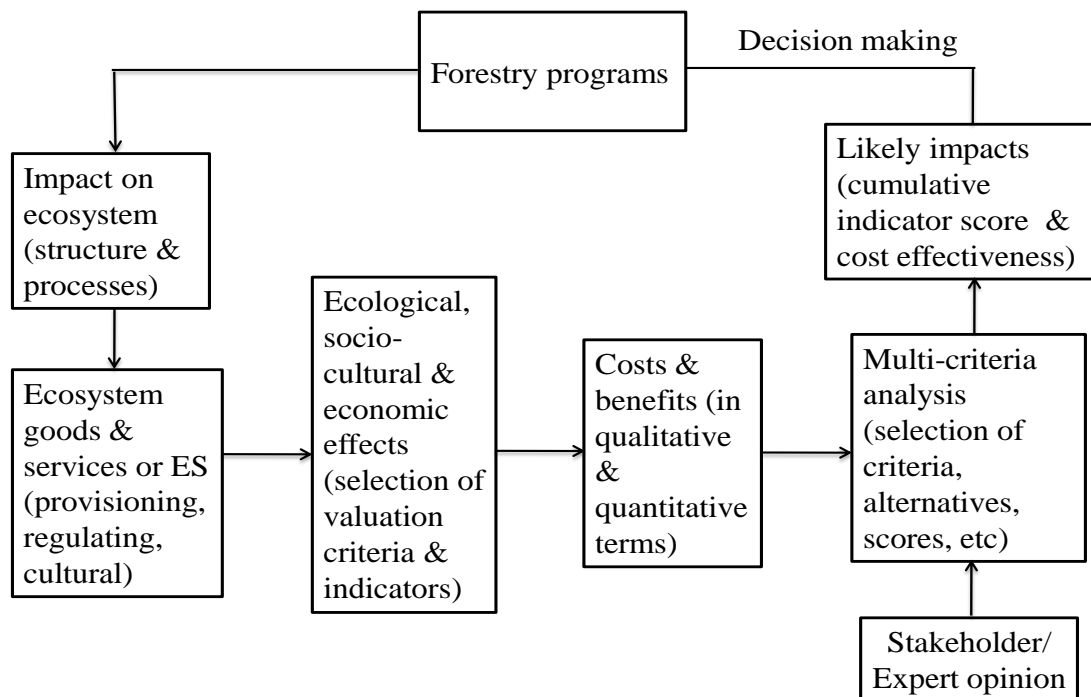 Forestry programs
Decision making
Impact on
ecosystem
(structure &
processes)
Ecosystem
goods &
services or ES
(provisioning,
regulating,
cultural)
Ecological,
socio-
cultural &
economic
effects
(selection of
valuation
criteria &
indicators)
Costs &
benefits (in
qualitative
&
quantitative
terms)
Multi-criteria
analysis
(selection of
criteria,
alternatives,
scores, etc)
Likely impacts
(cumulative
indicator score &
cost effectiveness)
Stakeholder/
Expert opinion